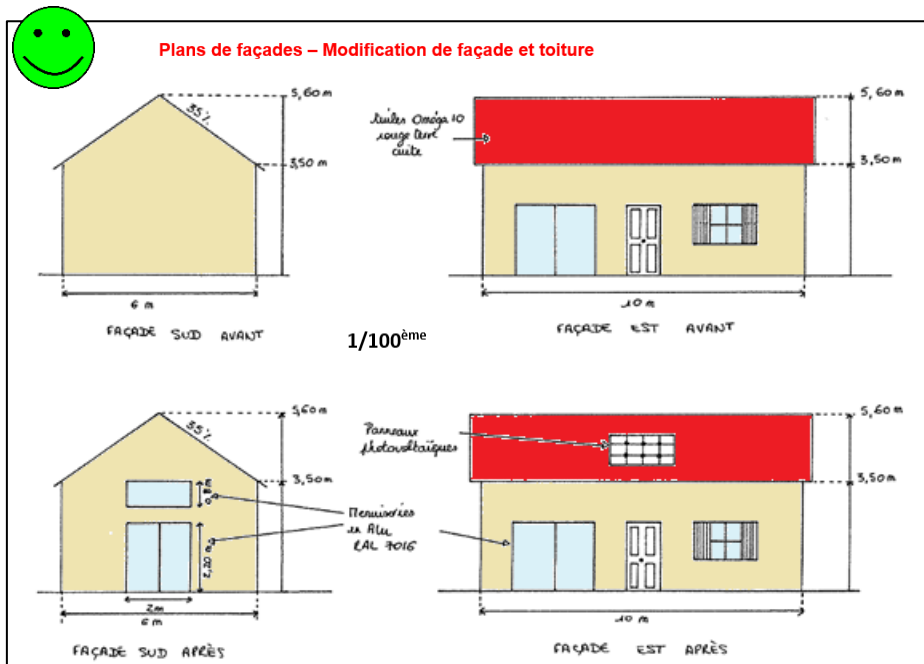 Plans de façades – Modification de façade et toiture
5,60 m
35%
3,50 m
6 m
FAÇADE SUD AVANT
tuiles Oméga 10
rouge terre
cuite
5,60 m
3,50 m
10 m
FAÇADE EST AVANT
1/100ème
5,60 m
35%
3,50 m
0,80 m
2,20 m
2m
6 m
FAÇADE SUD APRÈS
Menuiseries
en Alu
RAL 7016
Panneaux
photovoltaïques
5,60 m
3,50 m
10 m
FAÇADE EST APRÈS